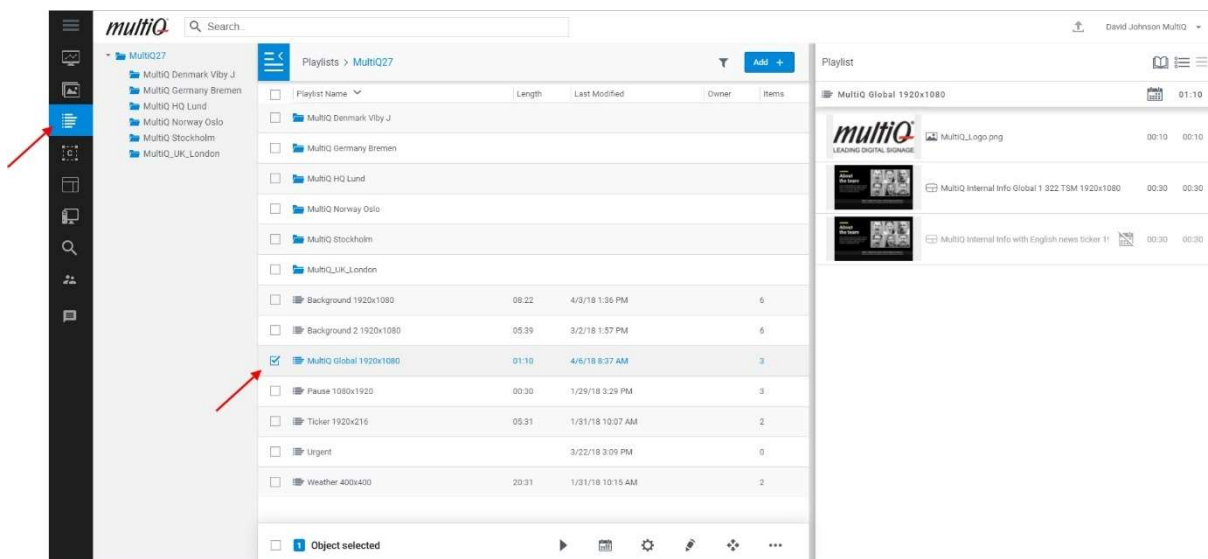 multiQ
Search..
David Johnson MultiQ
MultiQ27
MultiQ Denmark Viby J
MultiQ Germany Bremen
MultiQ HQ Lund
MultiQ Norway Oslo
MultiQ Stockholm
MultiQ_UK_London
C
Playlists > MultiQ27
Add +
Playlist Name Length Last Modified Owner Items
MultiQ Denmark Viby J
MultiQ Germany Bremen
MultiQ HQ Lund
MultiQ Norway Oslo
MultiQ Stockholm
MultiQ_UK_London
Background 1920x1080 08:22 4/3/18 1:36 PM 6
Background 2 1920x1080 05:39 3/2/18 1:57 PM 6
MultiQ Global 1920x1080 01:10 4/6/18 8:37 AM 3
Pause 1080x1920 00:30 1/29/18 3:29 PM 3
Ticker 1920x216 05:31 1/31/18 10:07 AM 2
Urgent 3/22/18 3:09 PM 0
Weather 400x400 20:31 1/31/18 10:15 AM 2
1 Object selected
Playlist
MultiQ Global 1920x1080 01:10
multiQ
LEADING DIGITAL SIGNAGE
MultiQ_Logo.png 00:10 00:10
About
the team
MultiQ Internal Info Global 1 322 TSM 1920x1080 00:30 00:30
About
the team
MultiQ Internal Info with English news ticker 00:30 00:30